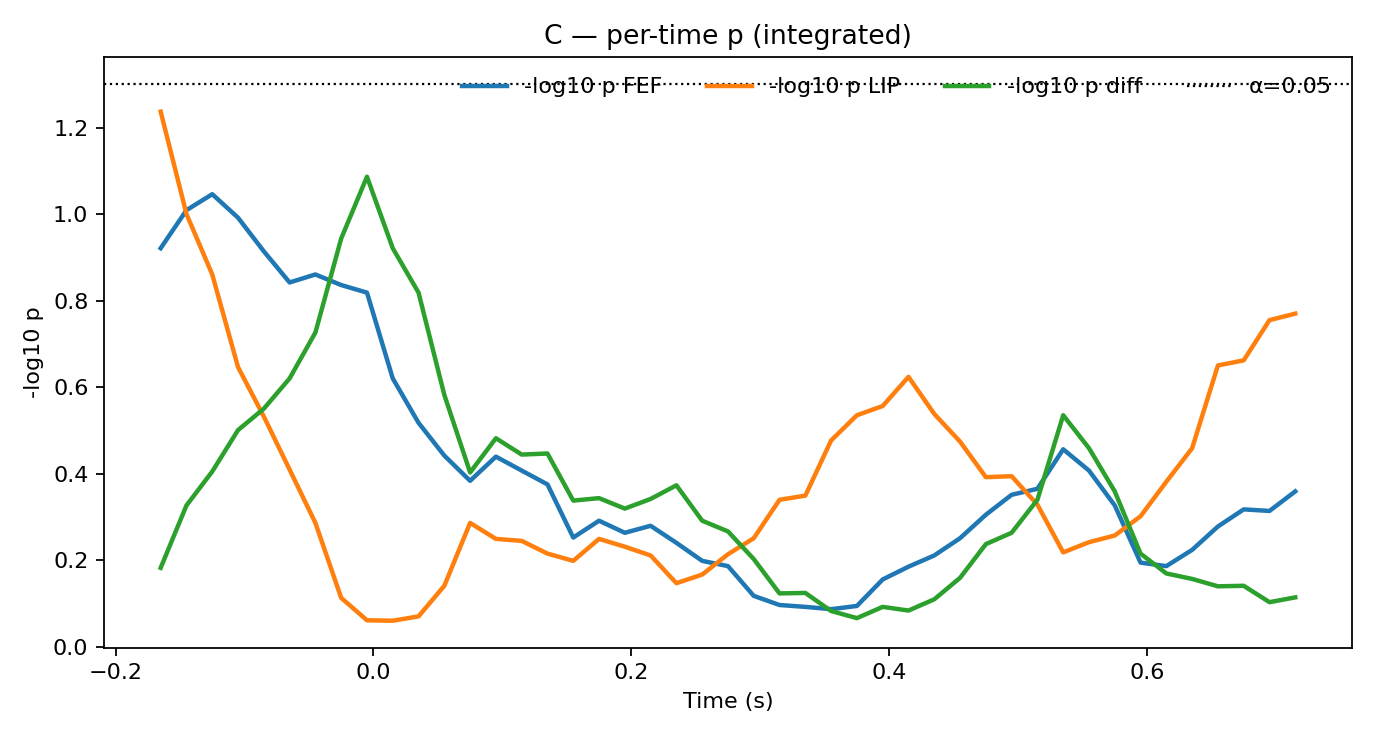 C — per-time p (integrated)
-log10 p FEF -log10 p LIP -log10 p diff α=0.05
1.2
1.0
0.8
0.6
0.4
0.2
0.0
-log10 p
−0.2 0.0 0.2 0.4 0.6
Time (s)